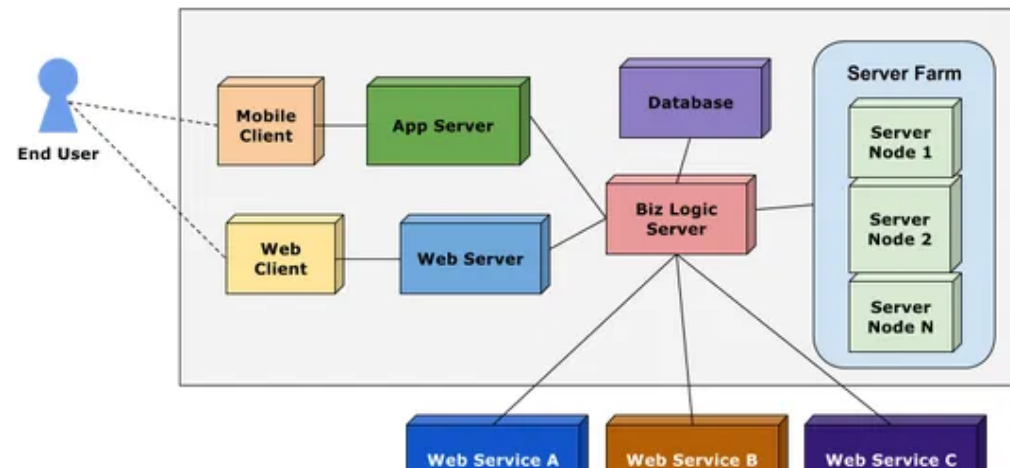 End User
Mobile
Client
App Server
Web
Client
Web Server
Database
Biz Logic
Server
Server Farm
Server
Node 1
Server
Node 2
Server
Node N
Web Service A
Web Service B
Web Service C